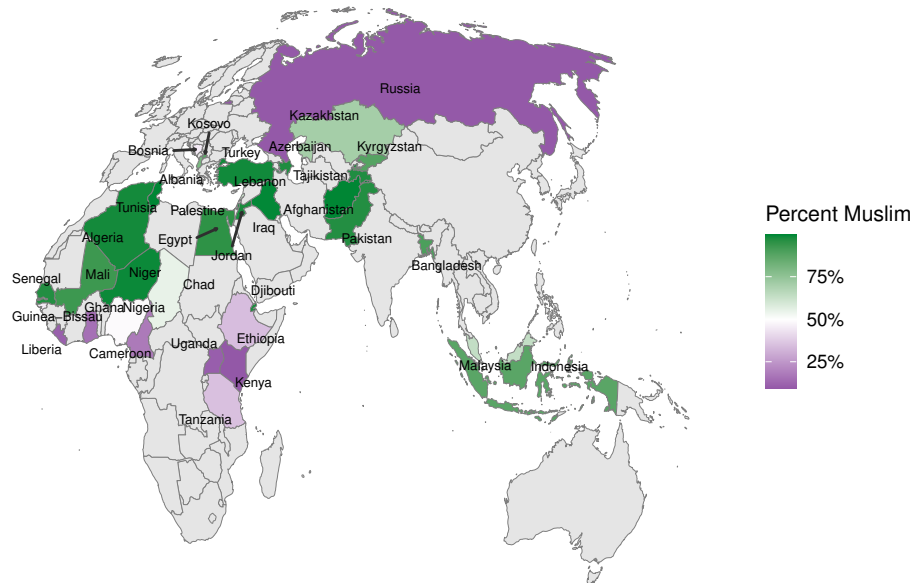 Russia
Kazakhstan
Kosovo
Bosnia
Turkey
Azerbaijan
Kyrgyzstan
Albania
Lebanon
Tajikistan
Tunisia
Palestine
Afghanistan
Algeria
Egypt
Iraq
Pakistan
Jordan
Bangladesh
Senegal
Mali
Niger
Chad
Djibouti
Guinea-Bissau
Ghana
Nigeria
Liberia
Cameroon
Uganda
Ethiopia
Kenya
Tanzania
Malaysia
Indonesia
Percent Muslim
75%
50%
25%